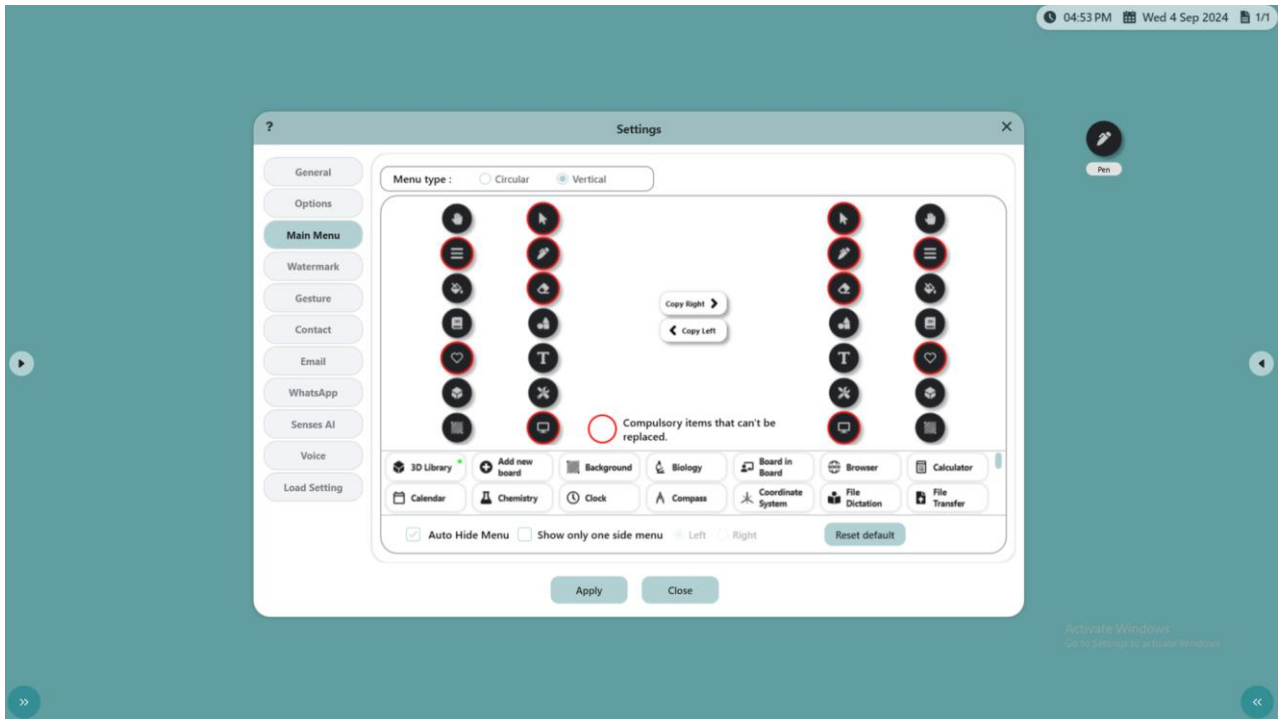 04:53 PM Wed 4 Sep 2024 1/1
? Settings
Pen
General
Options
Main Menu
Watermark
Gesture
Contact
Email
WhatsApp
Senses AI
Voice
Load Setting
Menu type : Circular Vertical
T T
Copy Right
Copy Left
Compulsory items that can't be
replaced.
3D Library Add new board Background Biology Board in Board Browser Calculator
Calendar Chemistry Clock Compass Coordinate System File Dictation File Transfer
Auto Hide Menu Show only one side menu Left Right Reset default
Apply Close
Activate Windows
Go to Settings to activate Windows.